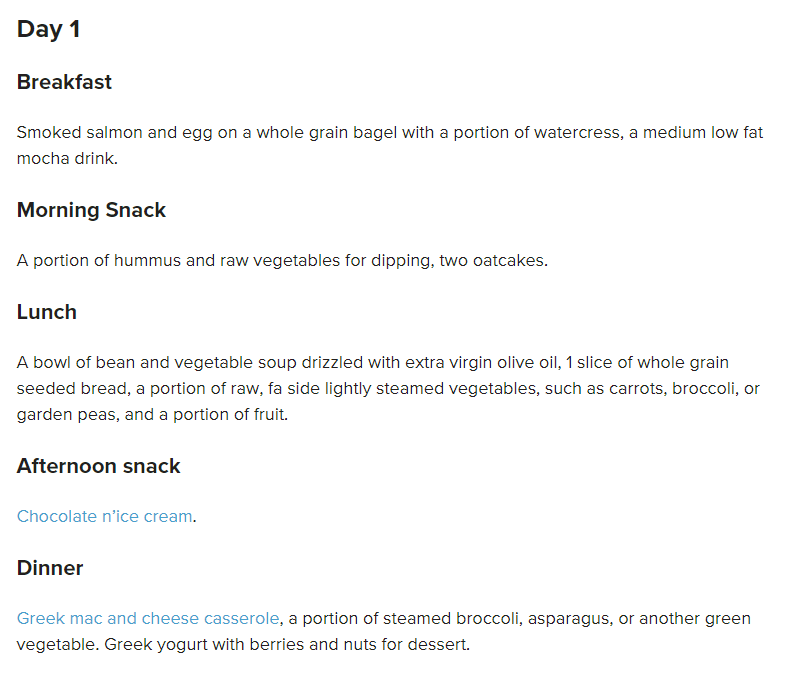 Day 1
Breakfast
Smoked salmon and egg on a whole grain bagel with a portion of watercress, a medium low fat
mocha drink.
Morning Snack
A portion of hummus and raw vegetables for dipping, two oatcakes.
Lunch
A bowl of bean and vegetable soup drizzled with extra virgin olive oil, 1 slice of whole grain
seeded bread, a portion of raw, fa side lightly steamed vegetables, such as carrots, broccoli, or
garden peas, and a portion of fruit.
Afternoon snack
Chocolate n'ice cream.
Dinner
Greek mac and cheese casserole, a portion of steamed broccoli, asparagus, or another green
vegetable. Greek yogurt with berries and nuts for dessert.